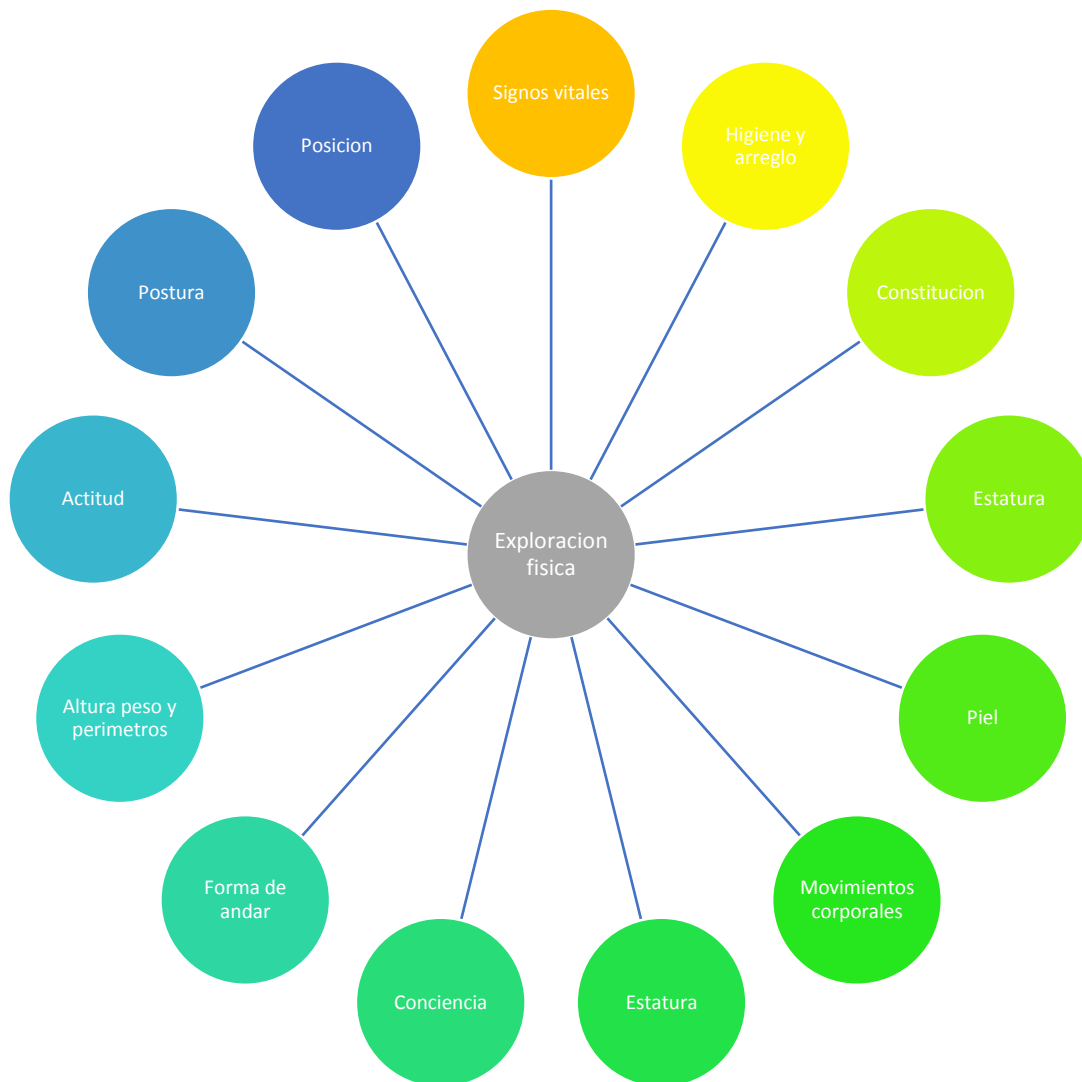 Signos vitales
Higiene y
arreglo
Constitucion
Estatura
Piel
Movimientos
corporales
Estatura
Conciencia
Forma de
andar
Altura peso y
perimetros
Actitud
Postura
Posicion
Exploracion
fisica